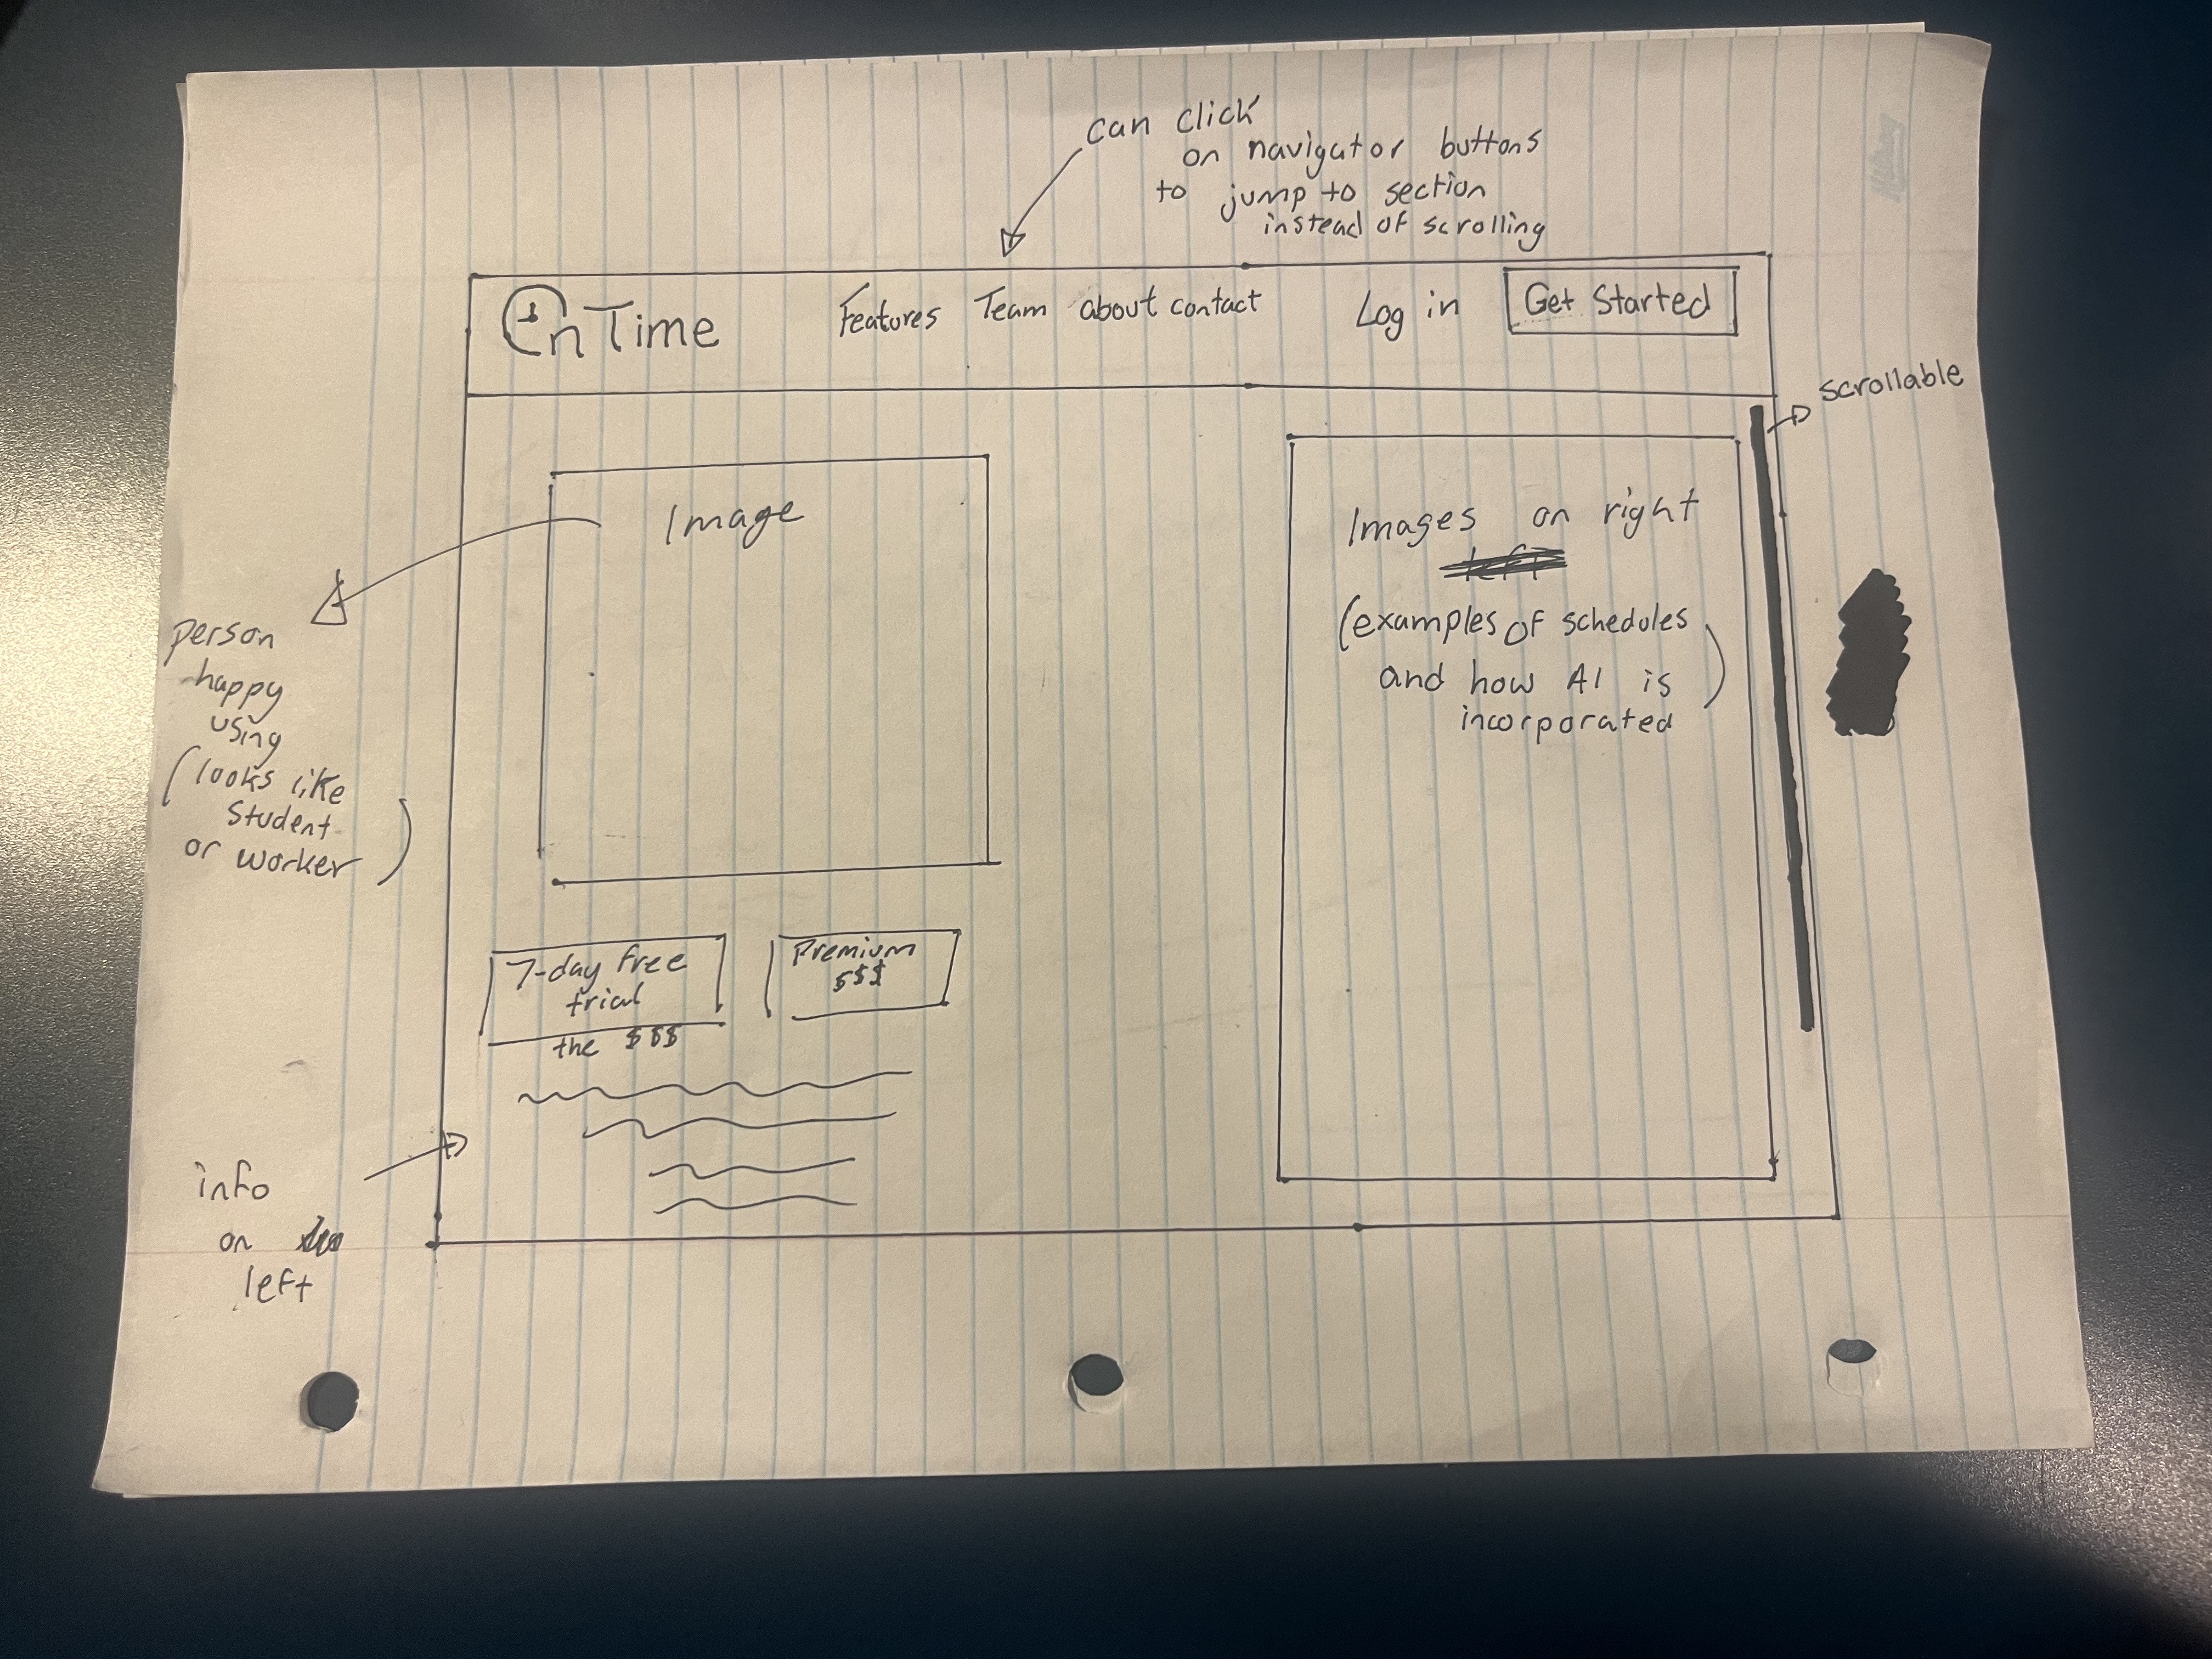 can click
on navigator buttons
to jump to section
instead of scrolling
OnTime
Features Team about contact
Log in
Get Started
scrollable
Image
Images on right
left
(examples of schedules
and how AI is
incorporated)
person
happy
using
(looks like
student
or worker)
7-day free
trial
the $$$
Premium
$$$
info
on
left